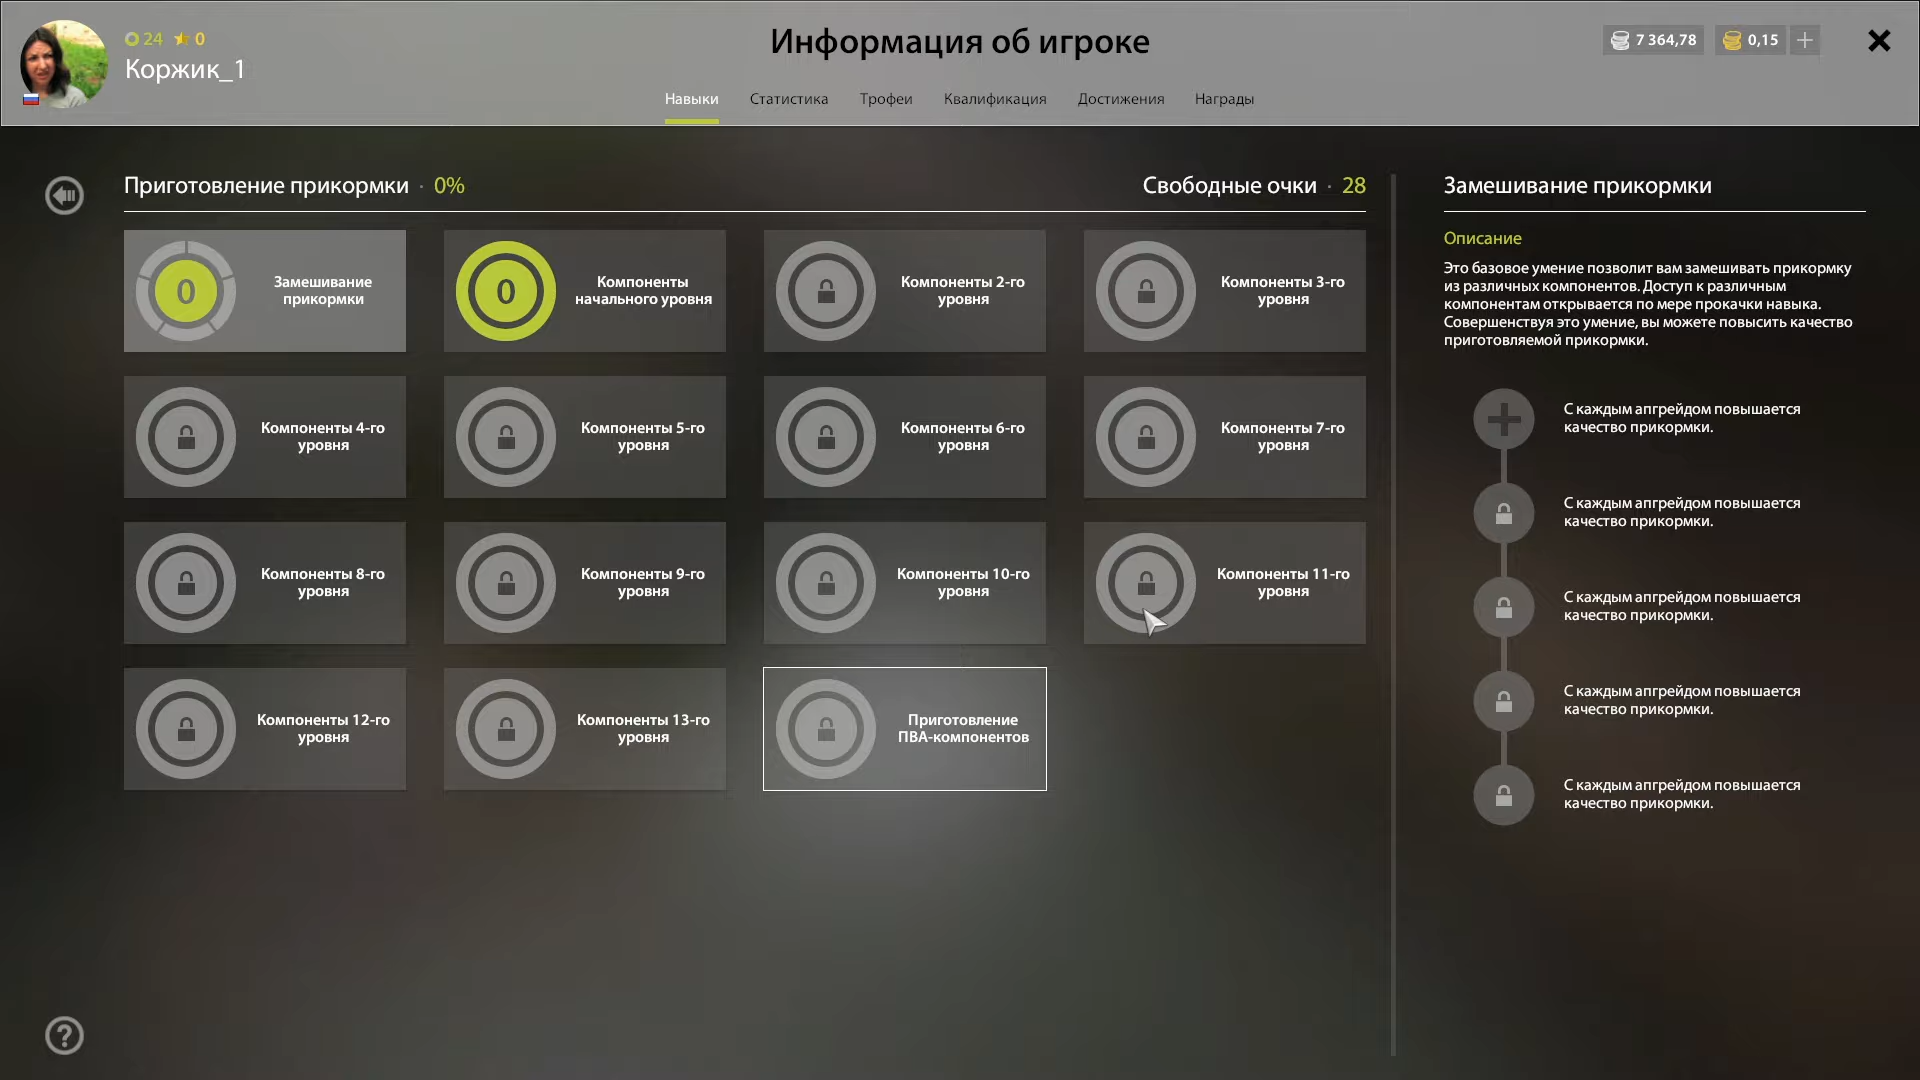 24 0
Коржик_1
Информация об игроке
7 364,78 0,15
Навыки Статистика Трофеи Квалификация Достижения Награды
Приготовление прикормки · 0%
Свободные очки · 28
0
Замешивание
прикормки
0
Компоненты
начального уровня
Компоненты 2-го
уровня
Компоненты 3-го
уровня
Компоненты 4-го
уровня
Компоненты 5-го
уровня
Компоненты 6-го
уровня
Компоненты 7-го
уровня
Компоненты 8-го
уровня
Компоненты 9-го
уровня
Компоненты 10-го
уровня
Компоненты 11-го
уровня
Компоненты 12-го
уровня
Компоненты 13-го
уровня
Приготовление
ПВА-компонентов
Замешивание прикормки
Описание
Это базовое умение позволит вам замешивать прикормку
из различных компонентов. Доступ к различным
компонентам открывается по мере прокачки навыка.
Совершенствуя это умение, вы можете повысить качество
приготовляемой прикормки.
С каждым апгрейдом повышается
качество прикормки.
С каждым апгрейдом повышается
качество прикормки.
С каждым апгрейдом повышается
качество прикормки.
С каждым апгрейдом повышается
качество прикормки.
С каждым апгрейдом повышается
качество прикормки.